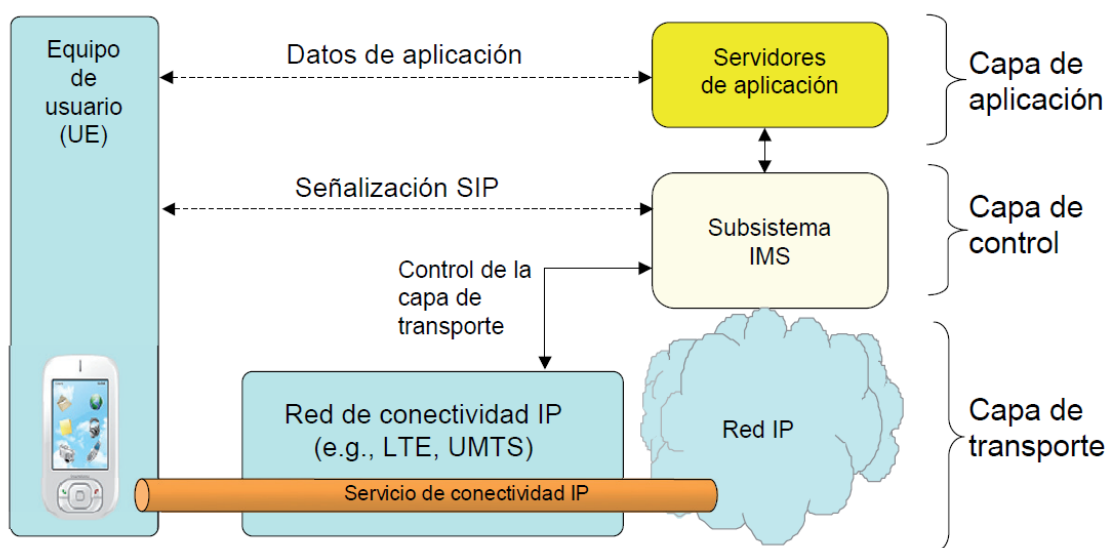 Equipo
de
usuario
(UE)
Datos de aplicación
Servidores
de aplicación
Capa de
aplicación
Señalización SIP
Subsistema
IMS
Capa de
control
Control de la
capa de
transporte
Red de conectividad IP
(e.g., LTE, UMTS)
Red IP
Capa de
transporte
Servicio de conectividad IP